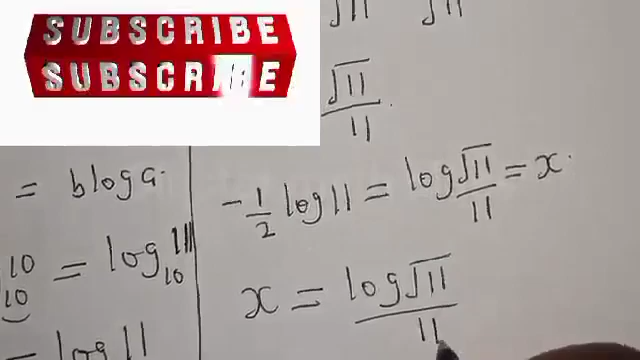 SUBSCRIBE
SUBSCRIBE
√11 √11
√11/11
= b log a
-1/2 log 11 = log √11/11 = x
10 10 = log 10 11
x = log √11/11
= log 11